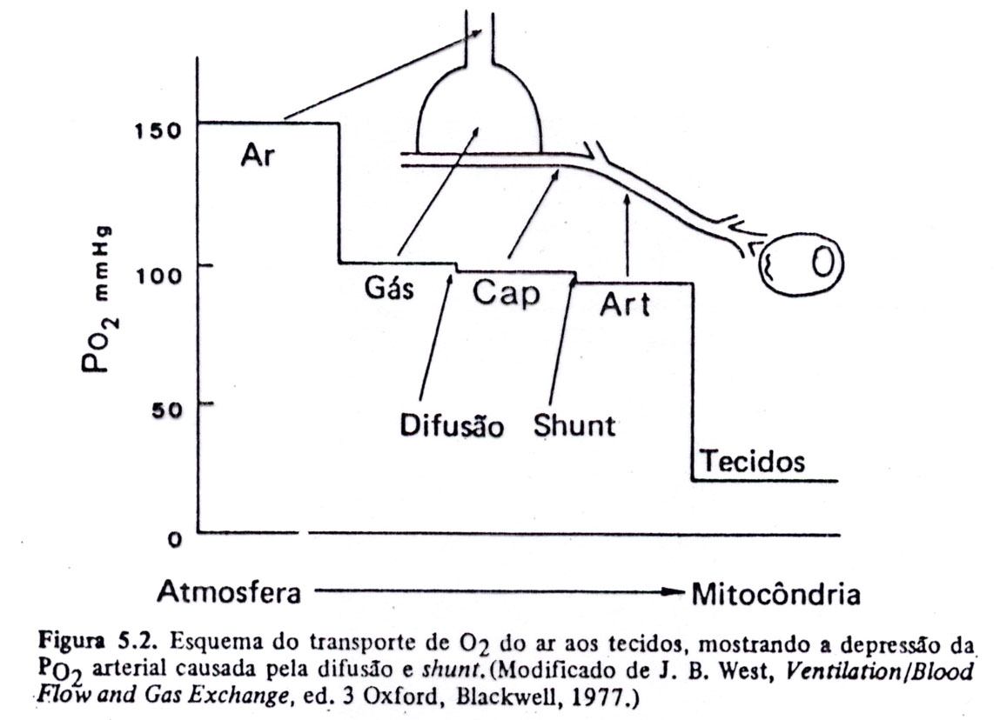 150
Ar
100
Gás
Cap
Art
PO2 mmHg
50
Difusão Shunt
Tecidos
0
Atmosfera
Mitocôndria
Figura 5.2. Esquema do transporte de O2 do ar aos tecidos, mostrando a depressão da
PO2 arterial causada pela difusão e shunt. (Modificado de J. B. West, Ventilation/Blood
Flow and Gas Exchange, ed. 3 Oxford, Blackwell, 1977.)